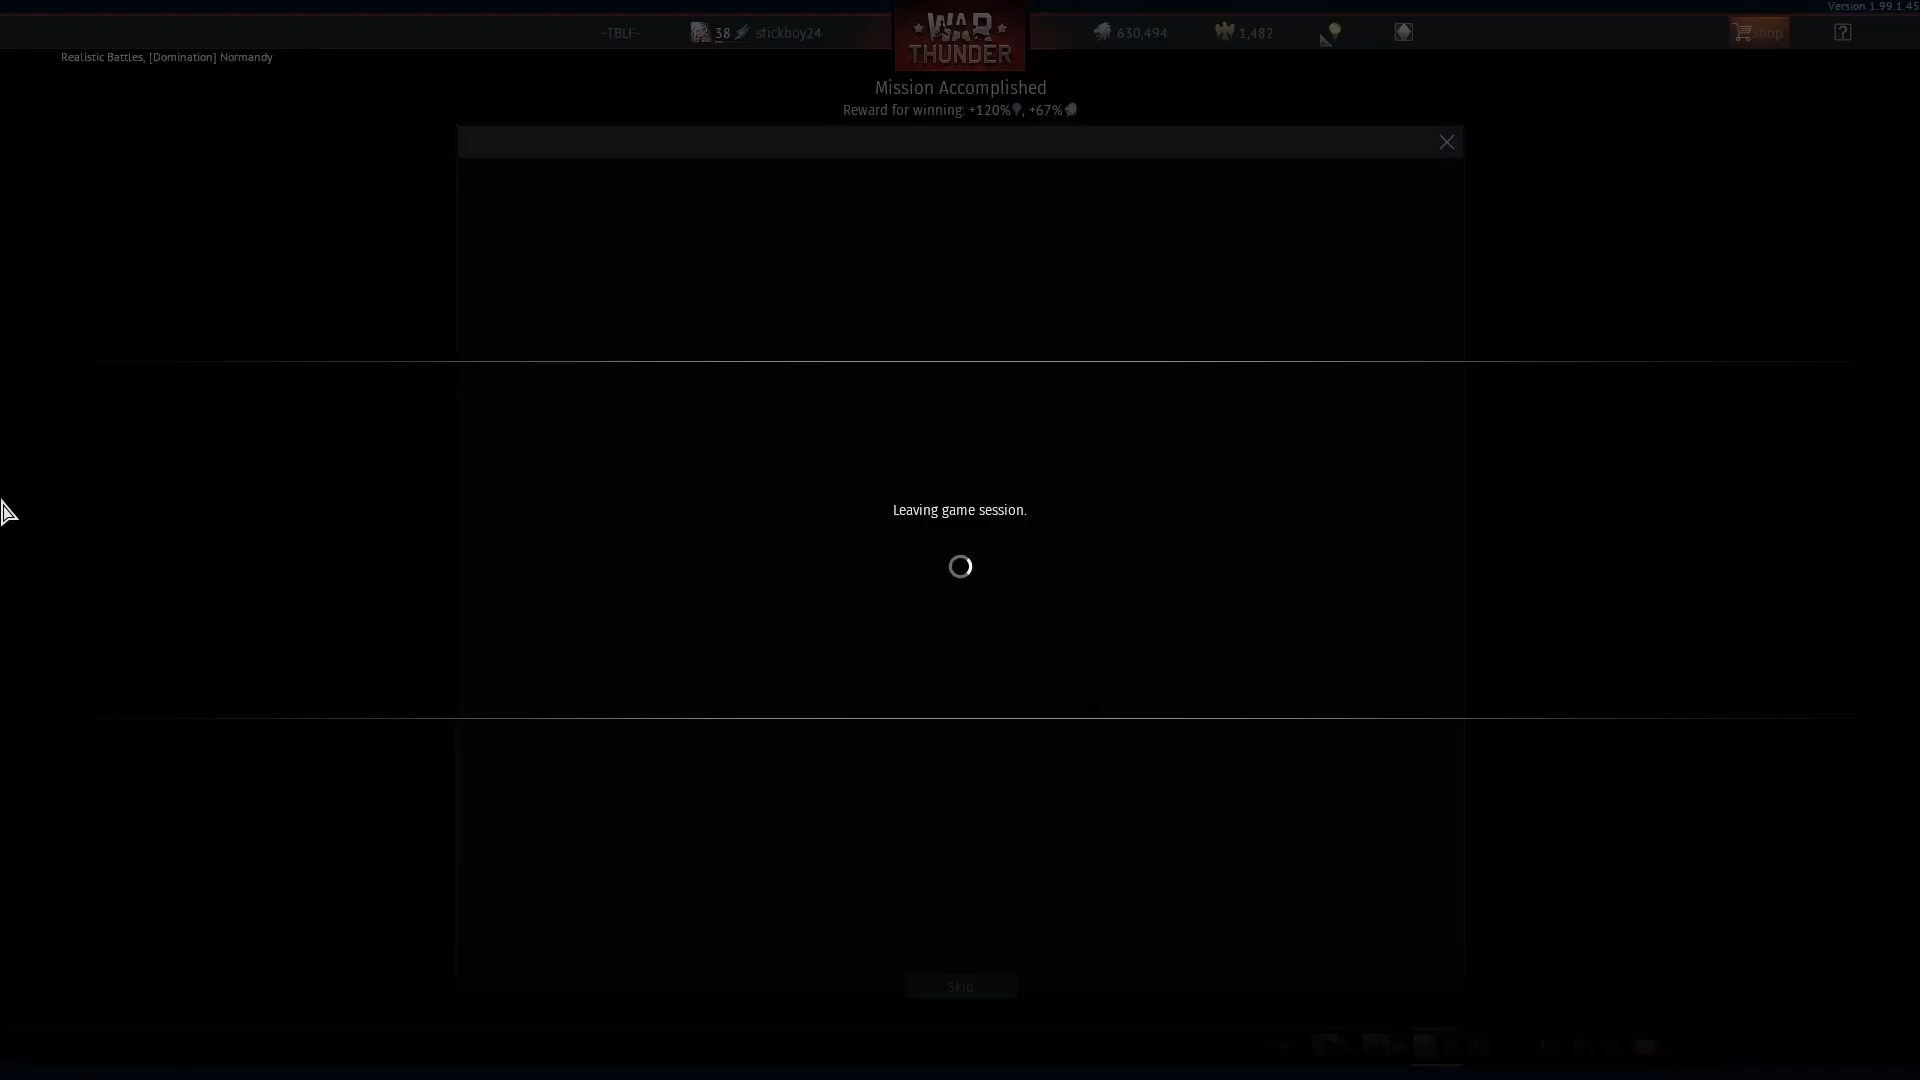 Version 1.99.1.45
-TBLF-
38 stickboy24
WAR
THUNDER
630,494
1,482
Shop
Realistic Battles, [Domination] Normandy
Mission Accomplished
Reward for winning: +120%, +67%
Leaving game session.
Skip